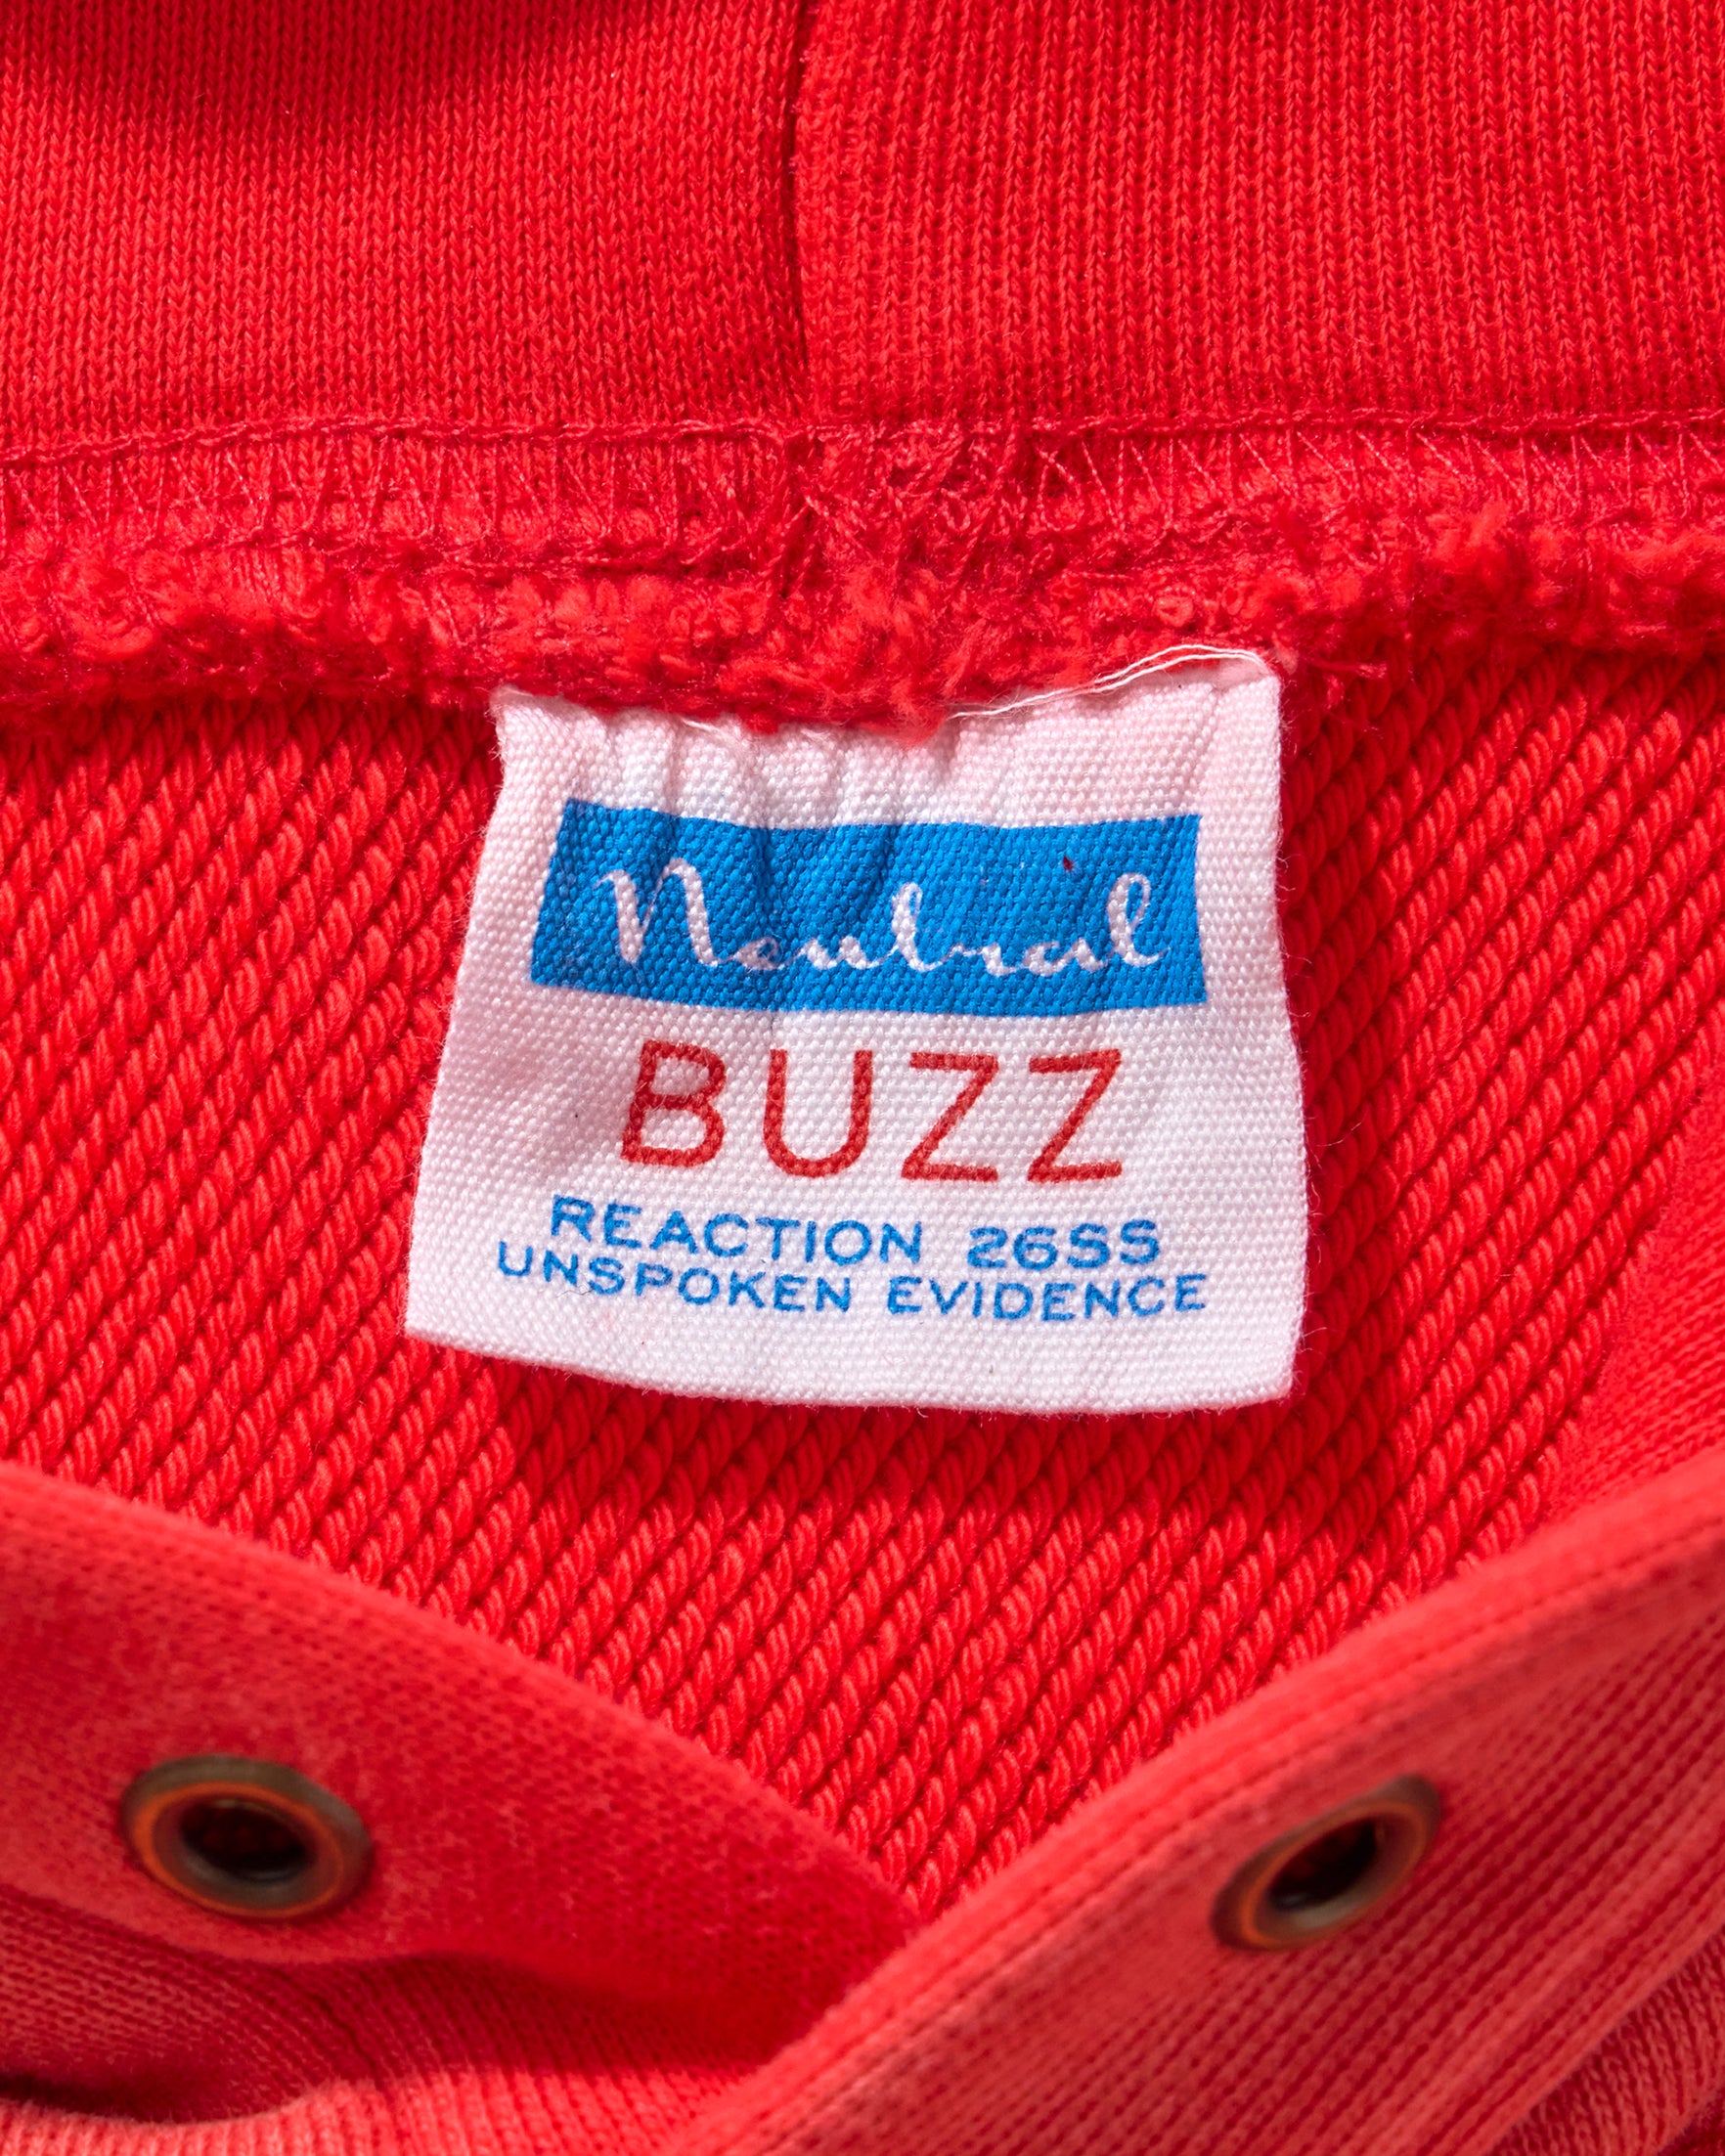 Neutral
BUZZ
REACTION 26SS
UNSPOKEN EVIDENCE